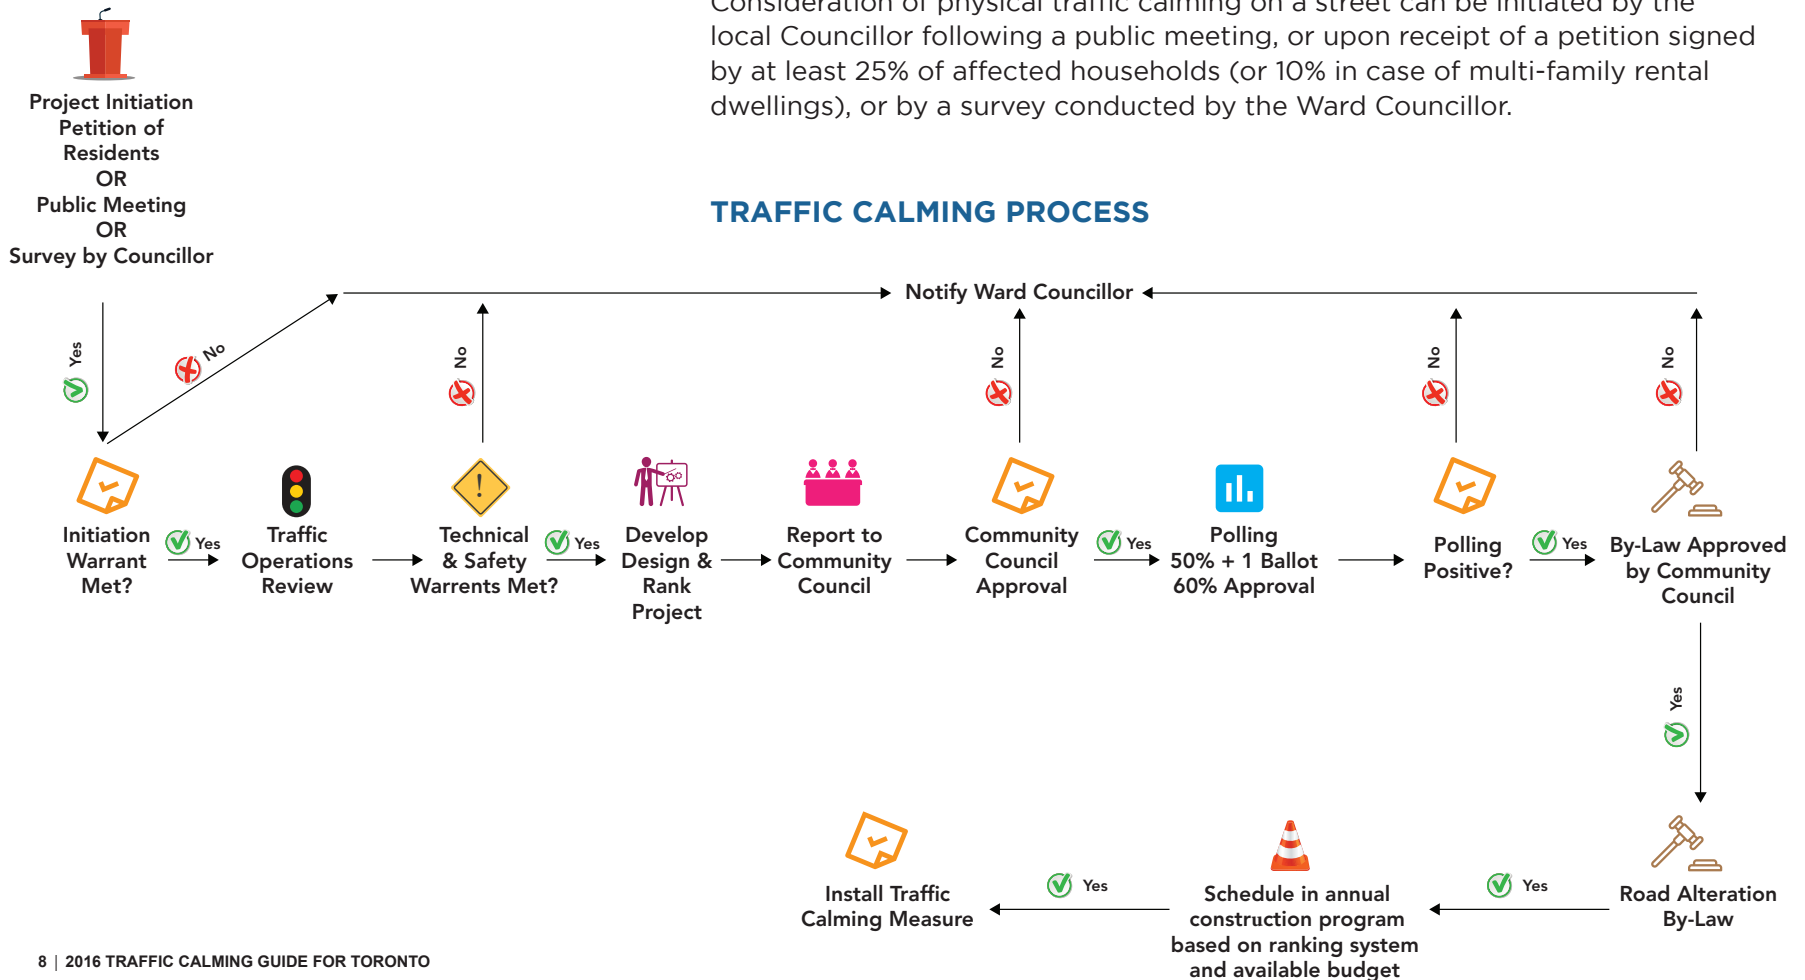 Consideration of physical traffic calming on a street can be initiated by the
local Councillor following a public meeting, or upon receipt of a petition signed
by at least 25% of affected households (or 10% in case of multi-family rental
dwellings), or by a survey conducted by the Ward Councillor.
Project Initiation
Petition of
Residents
OR
Public Meeting
OR
Survey by Councillor
TRAFFIC CALMING PROCESS
Notify Ward Councillor
Yes
No
No
No
No
No
Initiation
Warrant
Met?
Yes
Traffic
Operations
Review
Technical
& Safety
Warrents Met?
Yes
Develop
Design &
Rank
Project
Report to
Community
Council
Community
Council
Approval
Yes
Polling
50% + 1 Ballot
60% Approval
Polling
Positive?
Yes
By-Law Approved
by Community
Council
Yes
Road Alteration
By-Law
Yes
Schedule in annual
construction program
based on ranking system
and available budget
Yes
Install Traffic
Calming Measure
8 | 2016 TRAFFIC CALMING GUIDE FOR TORONTO